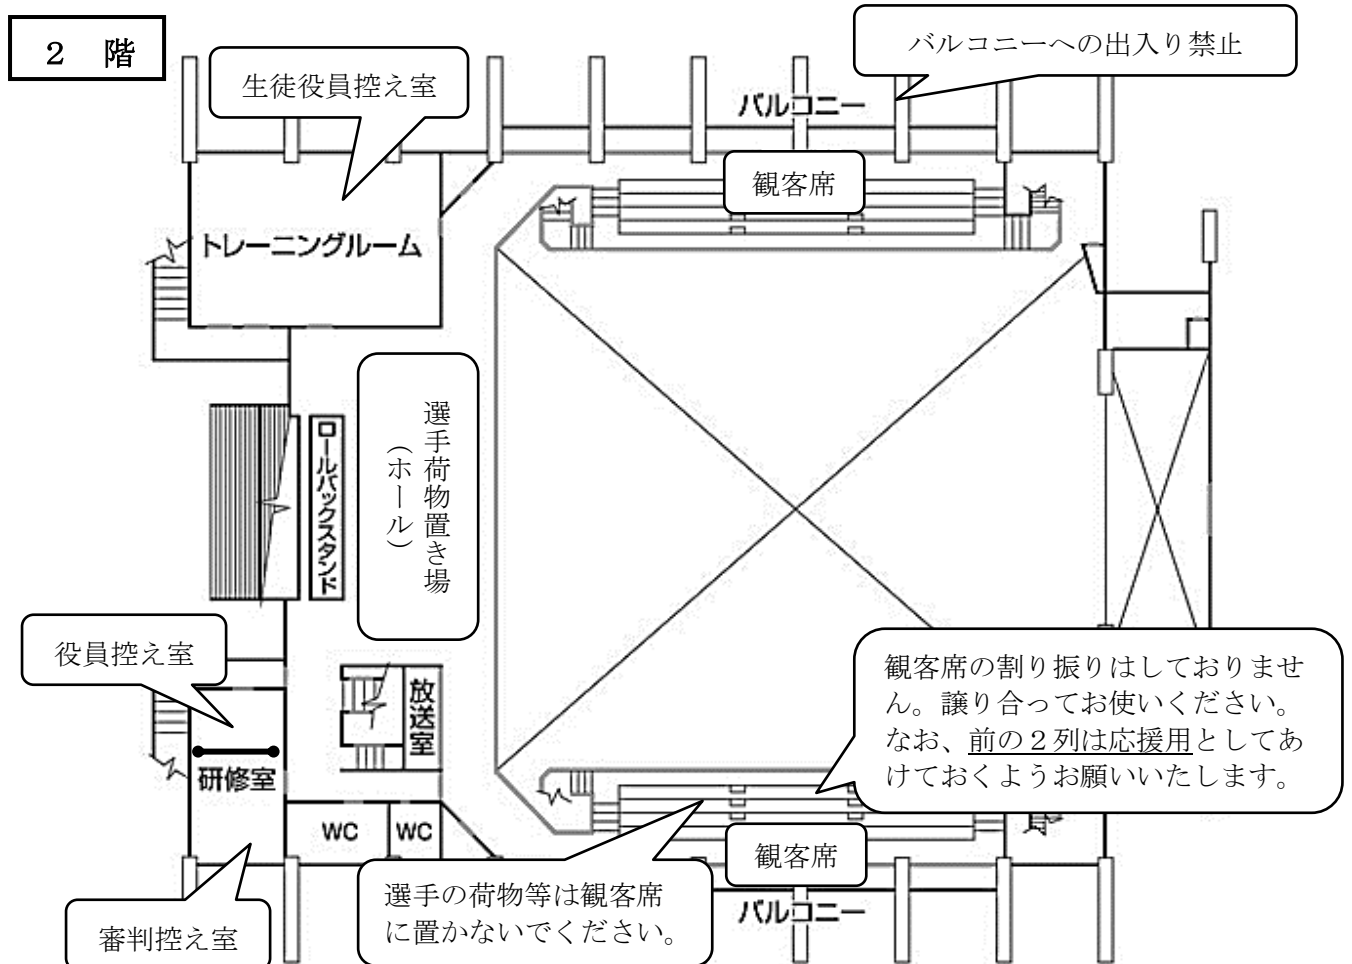 2 階
バルコニーへの出入り禁止
生徒役員控え室
バルコニー
観客席
トレーニングルーム
選手荷物置き場
(ホール)
ロールバックスタンド
役員控え室
観客席の割り振りはしておりませ
ん。譲り合ってお使いください。
なお、前の2列は応援用としてあ
けておくようお願いいたします。
放送室
研修室
WC
WC
観客席
選手の荷物等は観客席
に置かないでください。
バルコニー
審判控え室